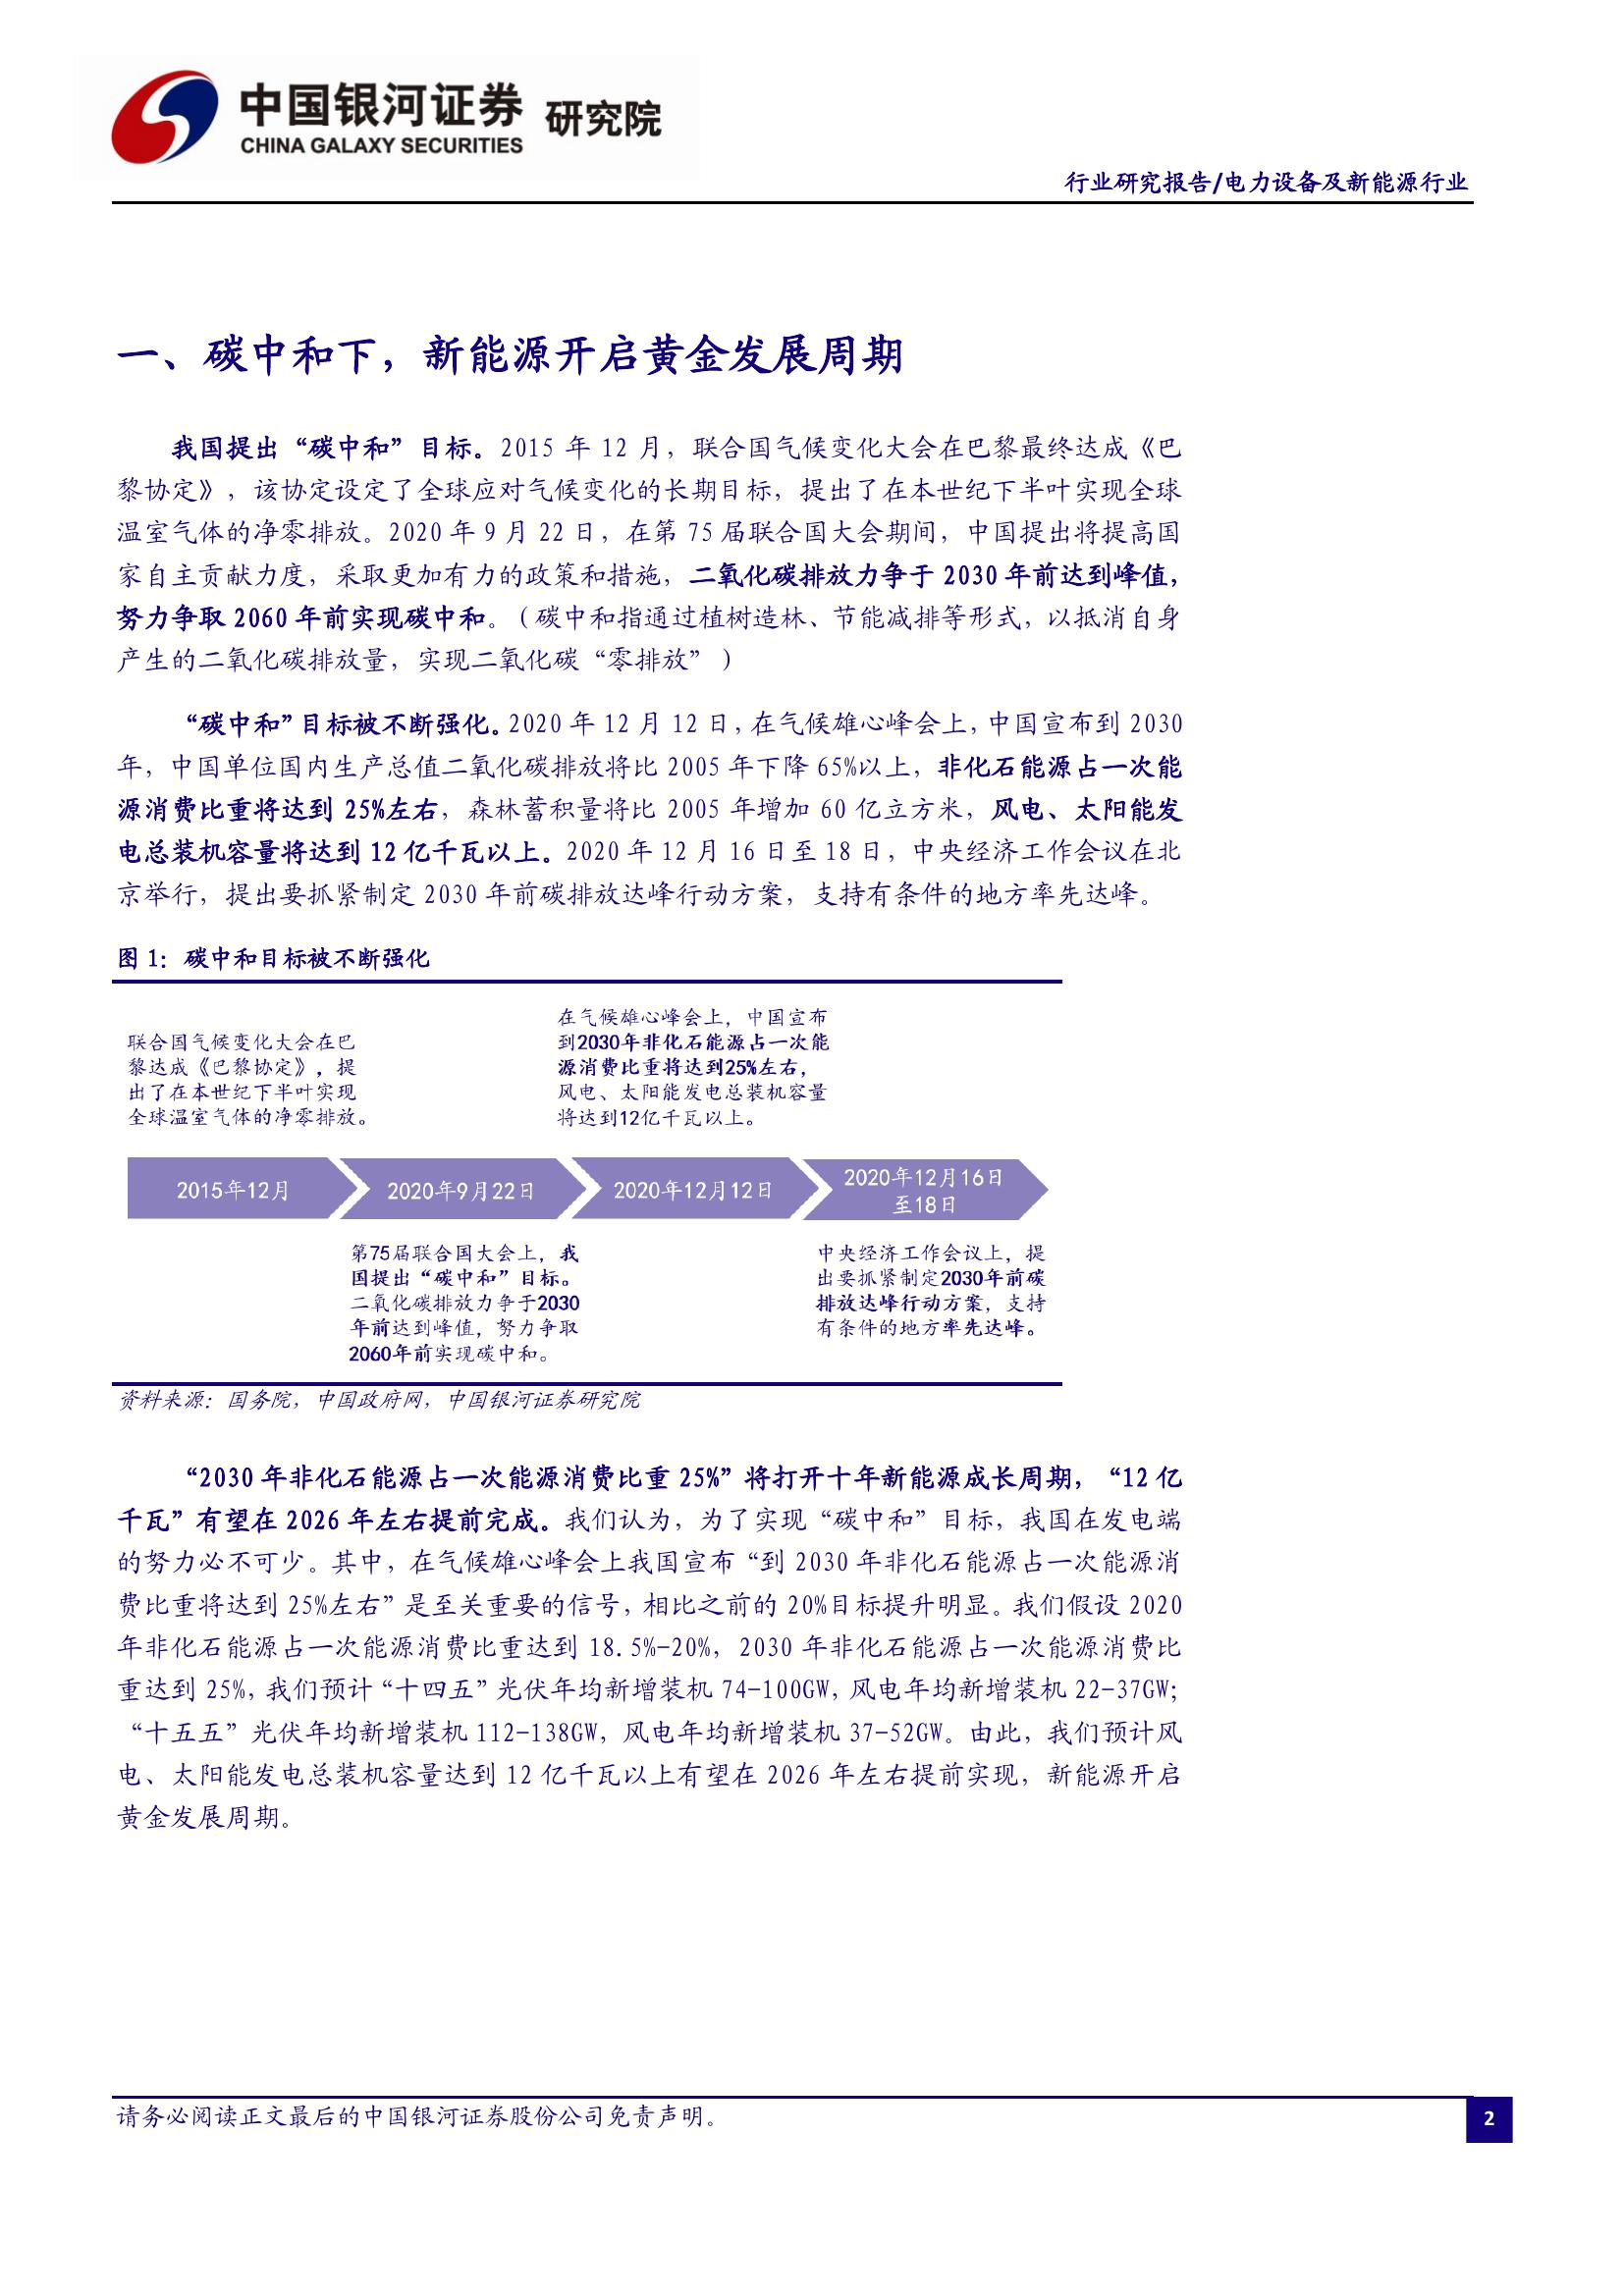 中国银河证券 研究院
CHINA GALAXY SECURITIES
行业研究报告/电力设备及新能源行业
一、碳中和下，新能源开启黄金发展周期
我国提出“碳中和”目标。2015 年 12 月，联合国气候变化大会在巴黎最终达成《巴
黎协定》，该协定设定了全球应对气候变化的长期目标，提出了在本世纪下半叶实现全球
温室气体的净零排放。2020 年 9 月 22 日，在第 75 届联合国大会期间，中国提出将提高国
家自主贡献力度，采取更加有力的政策和措施，二氧化碳排放力争于 2030 年前达到峰值，
努力争取 2060 年前实现碳中和。（碳中和指通过植树造林、节能减排等形式，以抵消自身
产生的二氧化碳排放量，实现二氧化碳“零排放”）
“碳中和”目标被不断强化。2020 年 12 月 12 日，在气候雄心峰会上，中国宣布到 2030
年，中国单位国内生产总值二氧化碳排放将比 2005 年下降 65%以上，非化石能源占一次能
源消费比重将达到 25%左右，森林蓄积量将比 2005 年增加 60 亿立方米，风电、太阳能发
电总装机容量将达到 12 亿千瓦以上。2020 年 12 月 16 日至 18 日，中央经济工作会议在北
京举行，提出要抓紧制定 2030 年前碳排放达峰行动方案，支持有条件的地方率先达峰。
图 1：碳中和目标被不断强化
联合国气候变化大会在巴
黎达成《巴黎协定》，提
出了在本世纪下半叶实现
全球温室气体的净零排放。
在气候雄心峰会上，中国宣布
到2030年非化石能源占一次能
源消费比重将达到25%左右，
风电、太阳能发电总装机容量
将达到12亿千瓦以上。
2015年12月
2020年9月22日
2020年12月12日
2020年12月16日
至18日
第75届联合国大会上，我
国提出“碳中和”目标。
二氧化碳排放力争于2030
年前达到峰值，努力争取
2060年前实现碳中和。
中央经济工作会议上，提
出要抓紧制定2030年前碳
排放达峰行动方案，支持
有条件的地方率先达峰。
资料来源：国务院，中国政府网，中国银河证券研究院
“2030 年非化石能源占一次能源消费比重 25%”将打开十年新能源成长周期，“12 亿
千瓦”有望在 2026 年左右提前完成。我们认为，为了实现“碳中和”目标，我国在发电端
的努力必不可少。其中，在气候雄心峰会上我国宣布“到 2030 年非化石能源占一次能源消
费比重将达到 25%左右”是至关重要的信号，相比之前的 20%目标提升明显。我们假设 2020
年非化石能源占一次能源消费比重达到 18.5%-20%，2030 年非化石能源占一次能源消费比
重达到 25%，我们预计“十四五”光伏年均新增装机 74-100GW，风电年均新增装机 22-37GW；
“十五五”光伏年均新增装机 112-138GW，风电年均新增装机 37-52GW。由此，我们预计风
电、太阳能发电总装机容量达到 12 亿千瓦以上有望在 2026 年左右提前实现，新能源开启
黄金发展周期。
请务必阅读正文最后的中国银河证券股份公司免责声明。
2